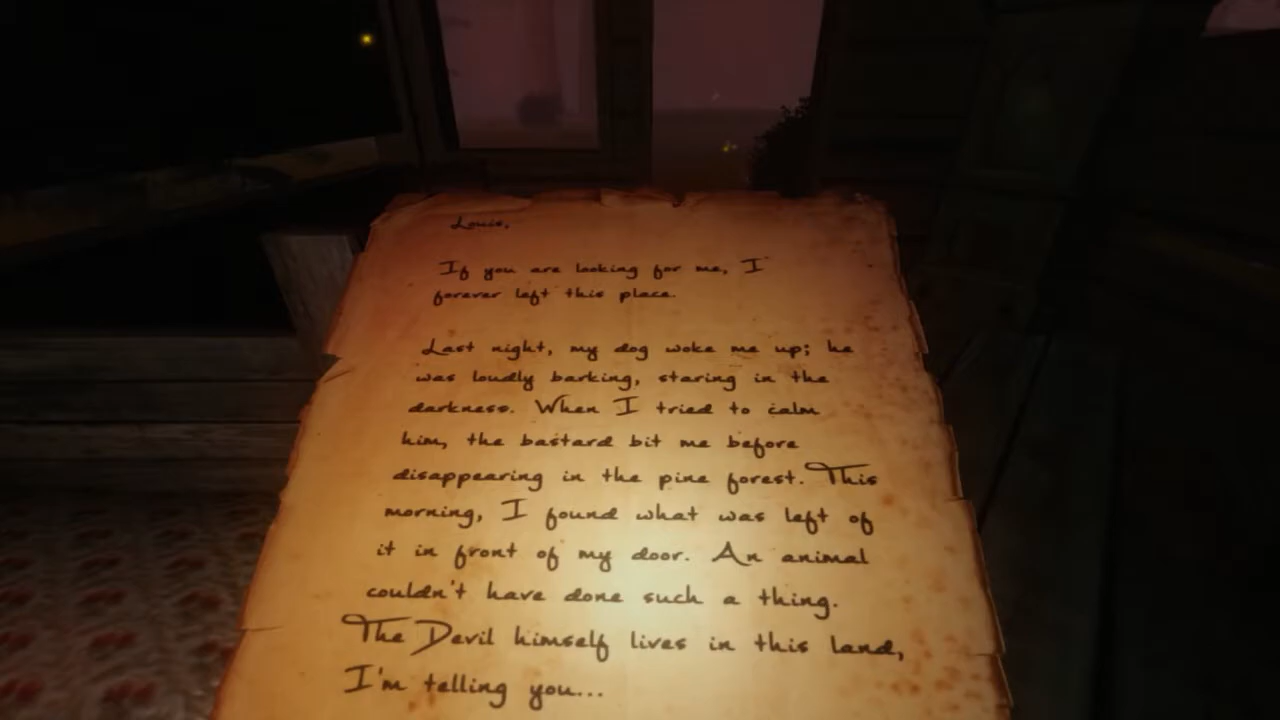 Louis,
If you are looking for me, I
forever left this place.
Last night, my dog woke me up; he
was loudly barking, staring in the
darkness. When I tried to calm
him, the bastard bit me before
disappearing in the pine forest. This
morning, I found what was left of
it in front of my door. An animal
couldn't have done such a thing.
The Devil himself lives in this land,
I'm telling you...